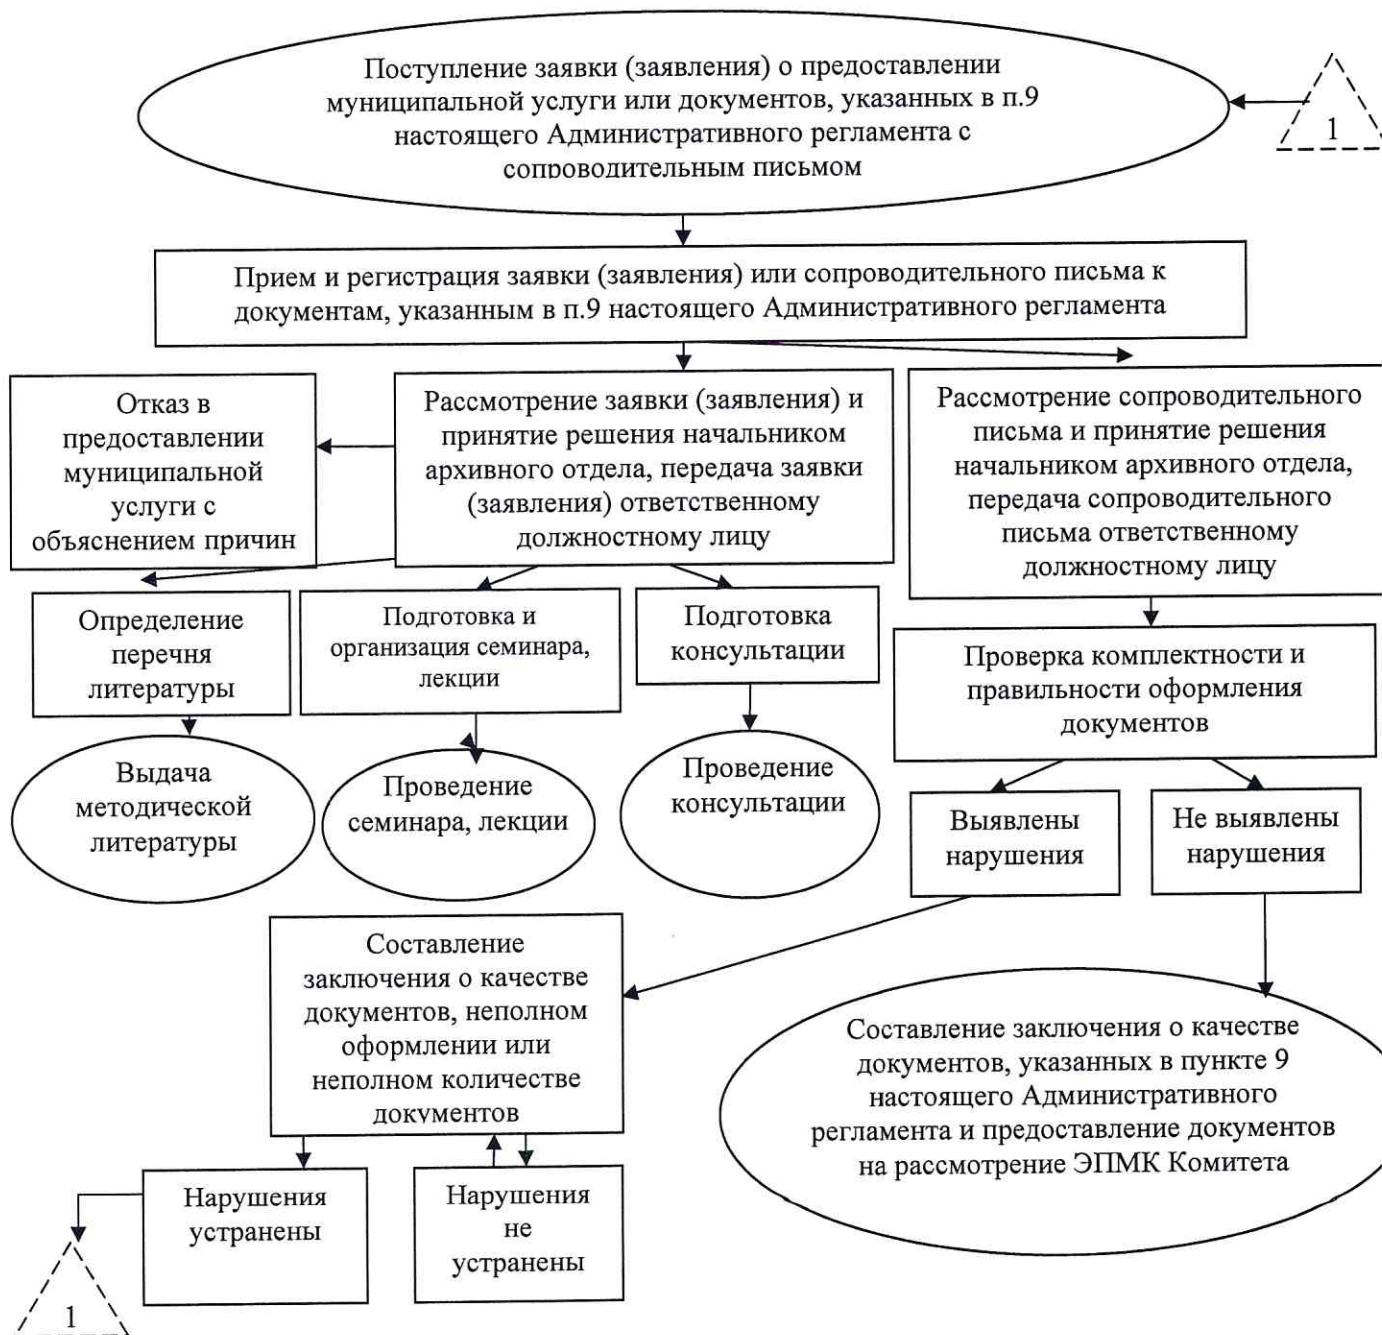 Поступление заявки (заявления) о предоставлении
муниципальной услуги или документов, указанных в п.9
настоящего Административного регламента с
сопроводительным письмом
1
Прием и регистрация заявки (заявления) или сопроводительного письма к
документам, указанным в п.9 настоящего Административного регламента
Отказ в
предоставлении
муниципальной
услуги с
объяснением причин
Рассмотрение заявки (заявления) и
принятие решения начальником
архивного отдела, передача заявки
(заявления) ответственному
должностному лицу
Рассмотрение сопроводительного
письма и принятие решения
начальником архивного отдела,
передача сопроводительного
письма ответственному
должностному лицу
Определение
перечня
литературы
Подготовка и
организация семинара,
лекции
Подготовка
консультации
Проверка комплектности и
правильности оформления
документов
Выдача
методической
литературы
Проведение
семинара, лекции
Проведение
консультации
Выявлены
нарушения
Не выявлены
нарушения
Составление
заключения о качестве
документов, неполном
оформлении или
неполном количестве
документов
Составление заключения о качестве
документов, указанных в пункте 9
настоящего Административного
регламента и предоставление документов
на рассмотрение ЭПМК Комитета
Нарушения
устранены
Нарушения
не
устранены
1